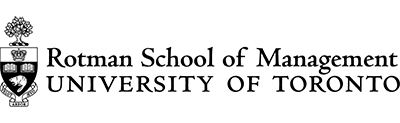 Rotman School of Management
UNIVERSITY OF TORONTO